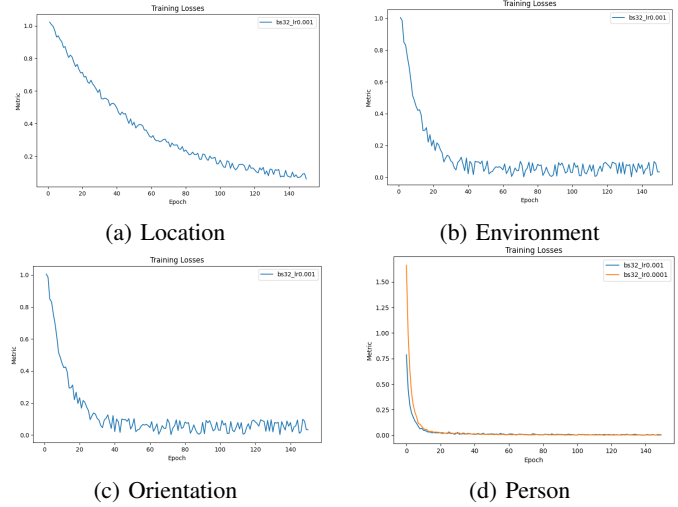 Training Losses
bs32_lr0.001
1.0
0.8
0.6
0.4
0.2
Metric
0 20 40 60 80 100 120 140
Epoch
(a) Location
Training Losses
bs32_lr0.001
1.0
0.8
0.6
0.4
0.2
0.0
Metric
0 20 40 60 80 100 120 140
Epoch
(b) Environment
Training Losses
bs32_lr0.001
1.0
0.8
0.6
0.4
0.2
0.0
Metric
0 20 40 60 80 100 120 140
Epoch
(c) Orientation
Training Losses
bs32_lr0.001
bs32_lr0.0001
1.50
1.25
1.00
0.75
0.50
0.25
0.00
Metric
0 20 40 60 80 100 120 140
Epoch
(d) Person